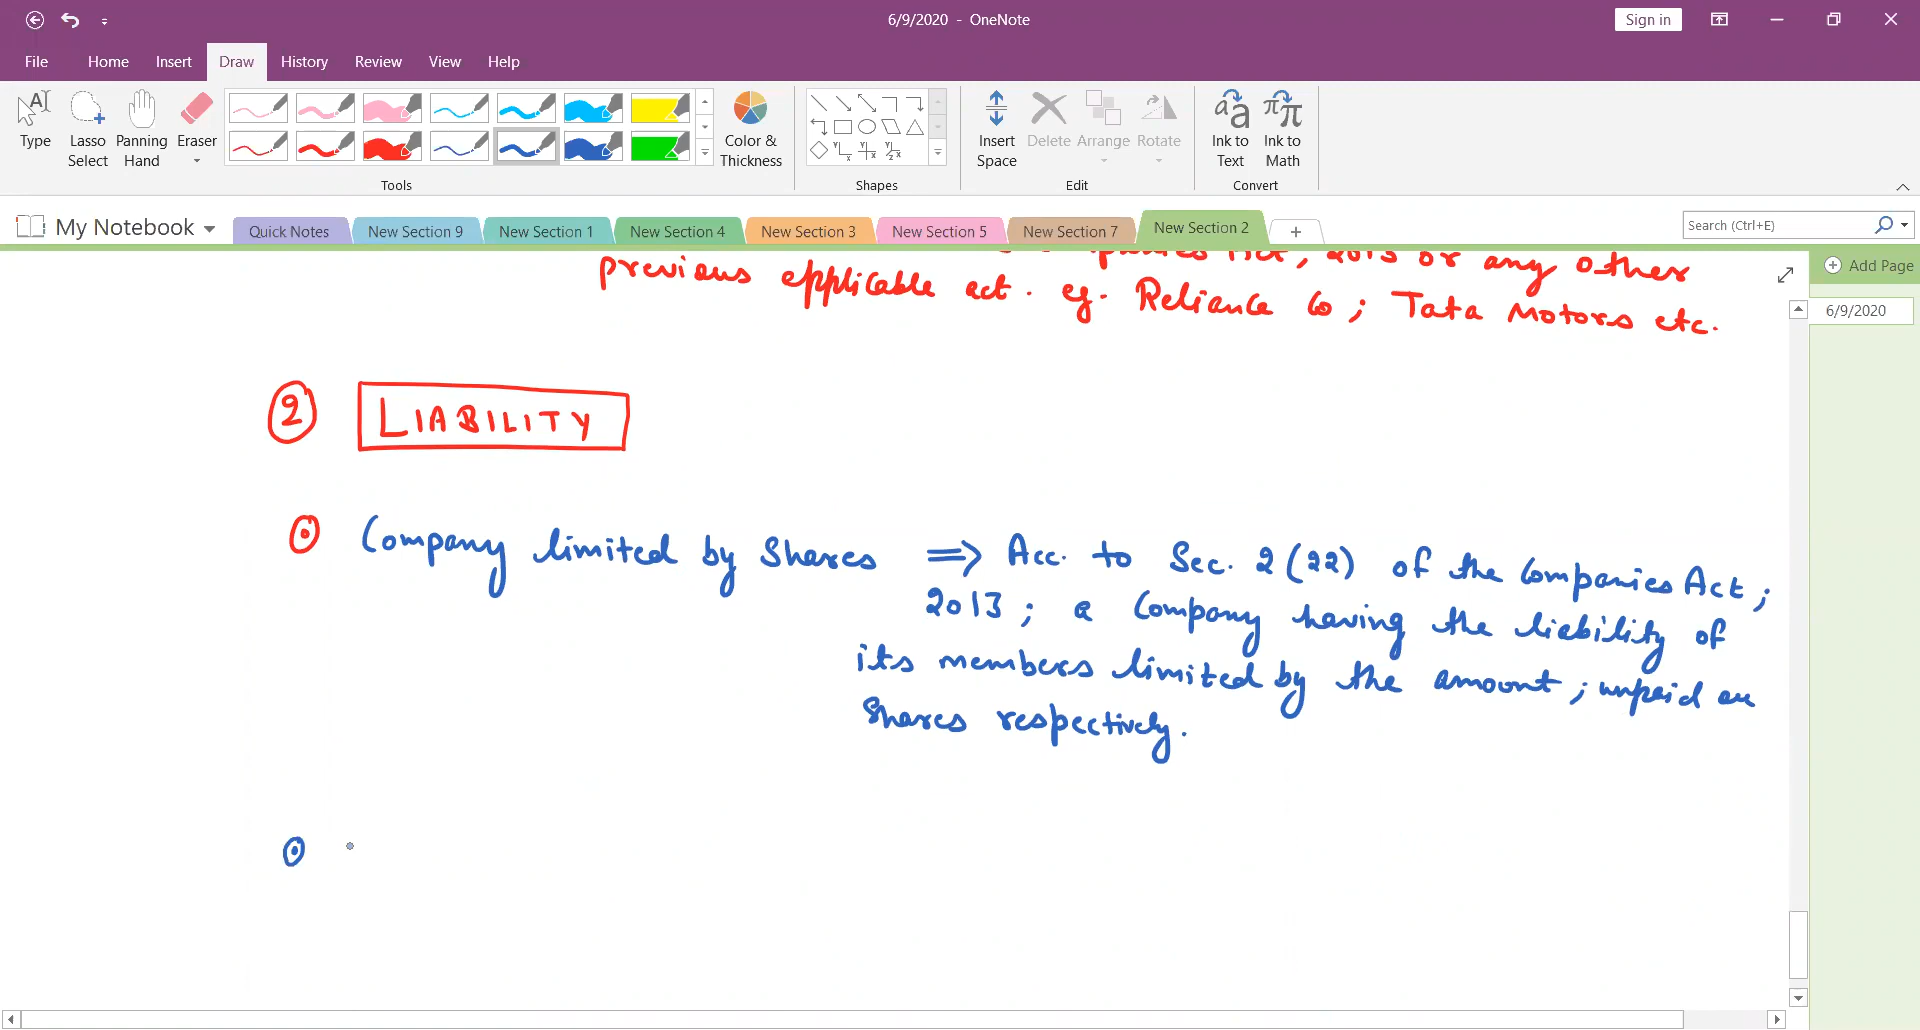 6/9/2020 - OneNote
Sign in
File Home Insert Draw History Review View Help
Type
Lasso Select
Panning Hand
Eraser
Color & Thickness
Insert Space
Delete
Arrange
Rotate
Ink to Text
Ink to Math
Tools
Shapes
Edit
Convert
My Notebook
Quick Notes
New Section 9
New Section 1
New Section 4
New Section 3
New Section 5
New Section 7
New Section 2
Search (Ctrl+E)
Add Page
6/9/2020
Act, 2013 or any other
previous applicable act. eg. Reliance Co; Tata Motors etc.
2 LIABILITY
Company limited by Shares ⇒ Acc. to Sec. 2 (22) of the Companies Act;
2013; a Company having the liability of
its members limited by the amount; unpaid on
Shares respectively.